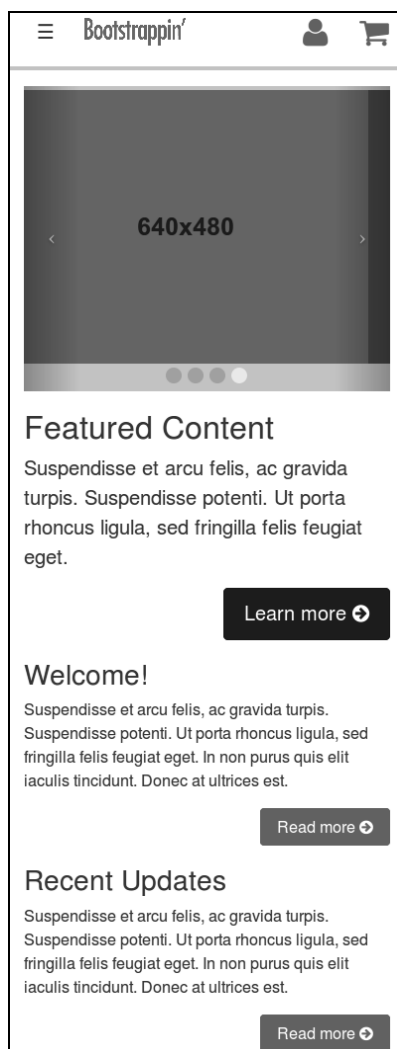 Bootstrappin'
640x480
Featured Content
Suspendisse et arcu felis, ac gravida
turpis. Suspendisse potenti. Ut porta
rhoncus ligula, sed fringilla felis feugiat
eget.
Learn more
Welcome!
Suspendisse et arcu felis, ac gravida turpis.
Suspendisse potenti. Ut porta rhoncus ligula, sed
fringilla felis feugiat eget. In non purus quis elit
iaculis tincidunt. Donec at ultrices est.
Read more
Recent Updates
Suspendisse et arcu felis, ac gravida turpis.
Suspendisse potenti. Ut porta rhoncus ligula, sed
fringilla felis feugiat eget. In non purus quis elit
iaculis tincidunt. Donec at ultrices est.
Read more